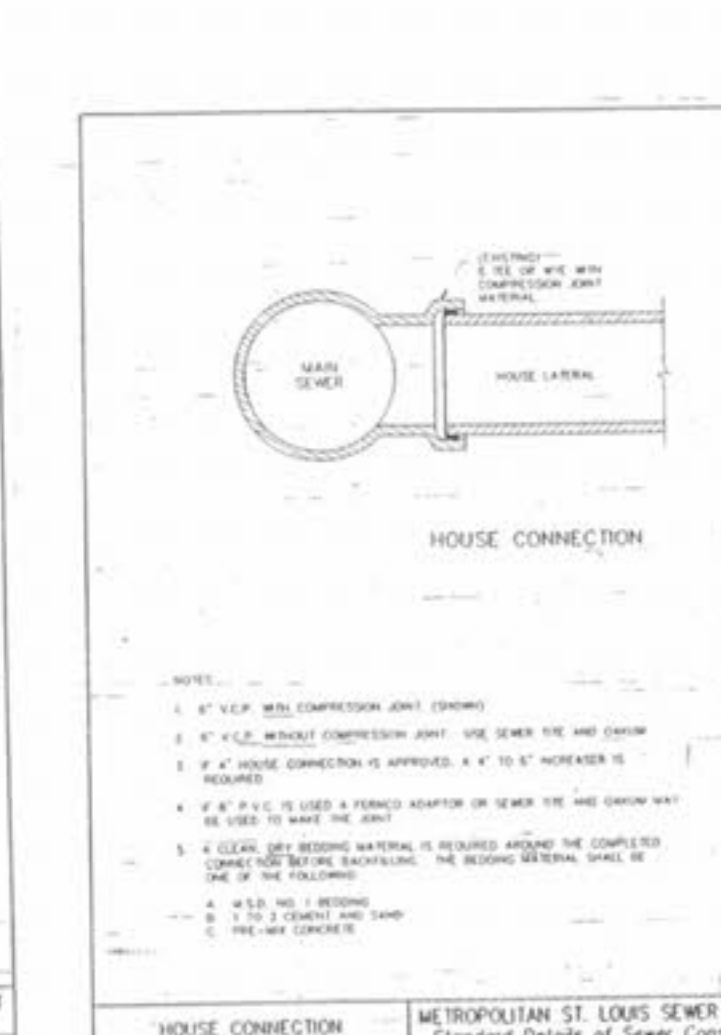 (EXISTING)
6 TEE OR WYE WITH
COMPRESSION JOINT
MATERIAL
MAIN
SEWER
HOUSE LATERAL
HOUSE CONNECTION
NOTES
1. 6" V.C.P. WITH COMPRESSION JOINT. (SHOWN)
2. 6" V.C.P. WITHOUT COMPRESSION JOINT. USE SEWER TITE AND OAKUM
3. IF 4" HOUSE CONNECTION IS APPROVED, A 4" TO 6" INCREASER IS
REQUIRED
4. IF 6" P.V.C. IS USED A FERNCO ADAPTOR OR SEWER TITE AND OAKUM MAY
BE USED TO MAKE THE JOINT
5. A CLEAN, DRY BEDDING MATERIAL IS REQUIRED AROUND THE COMPLETED
CONNECTION BEFORE BACKFILLING. THE BEDDING MATERIAL SHALL BE
ONE OF THE FOLLOWING
A. M.S.D. NO. 1 BEDDING
B. 1 TO 3 CEMENT AND SAND
C. PRE-MIX CONCRETE
HOUSE CONNECTION
METROPOLITAN ST. LOUIS SEWER
Standard Details of Sewer